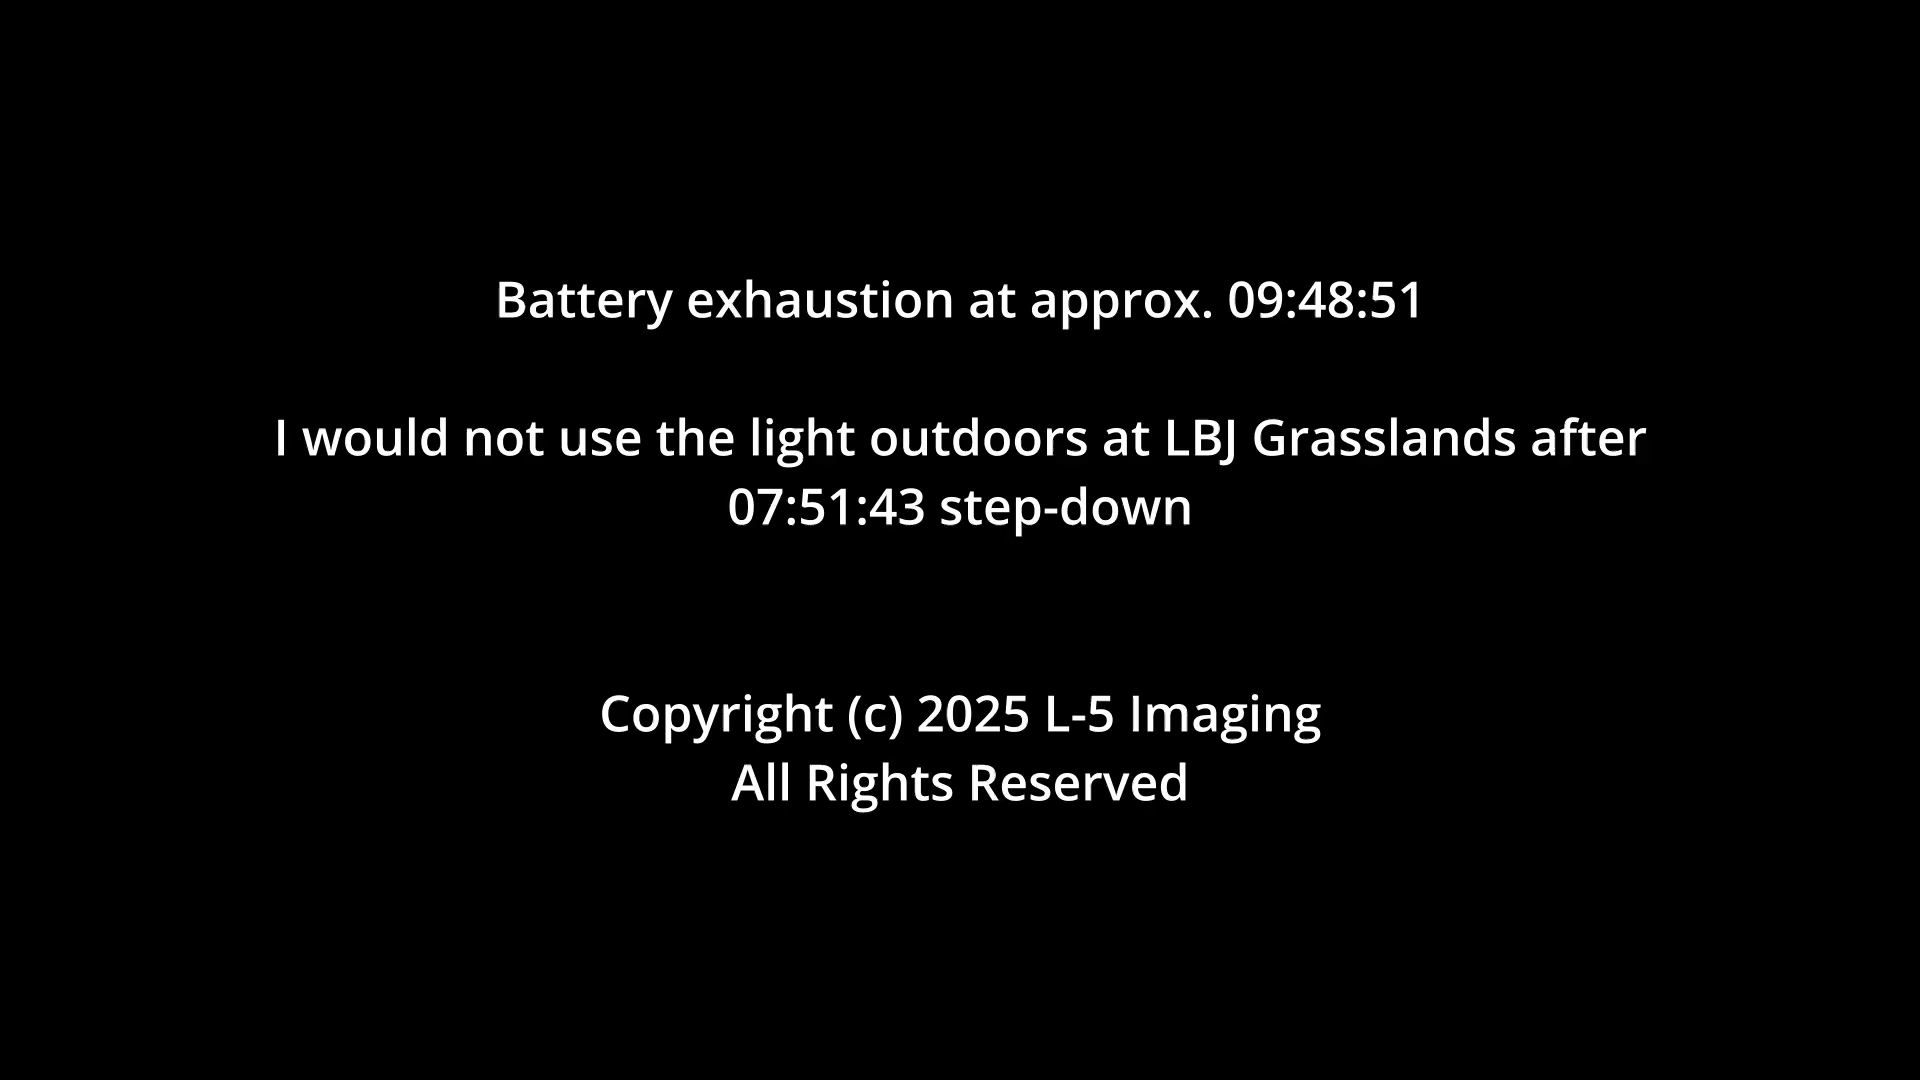 Battery exhaustion at approx. 09:48:51
I would not use the light outdoors at LBJ Grasslands after
07:51:43 step-down
Copyright (c) 2025 L-5 Imaging
All Rights Reserved